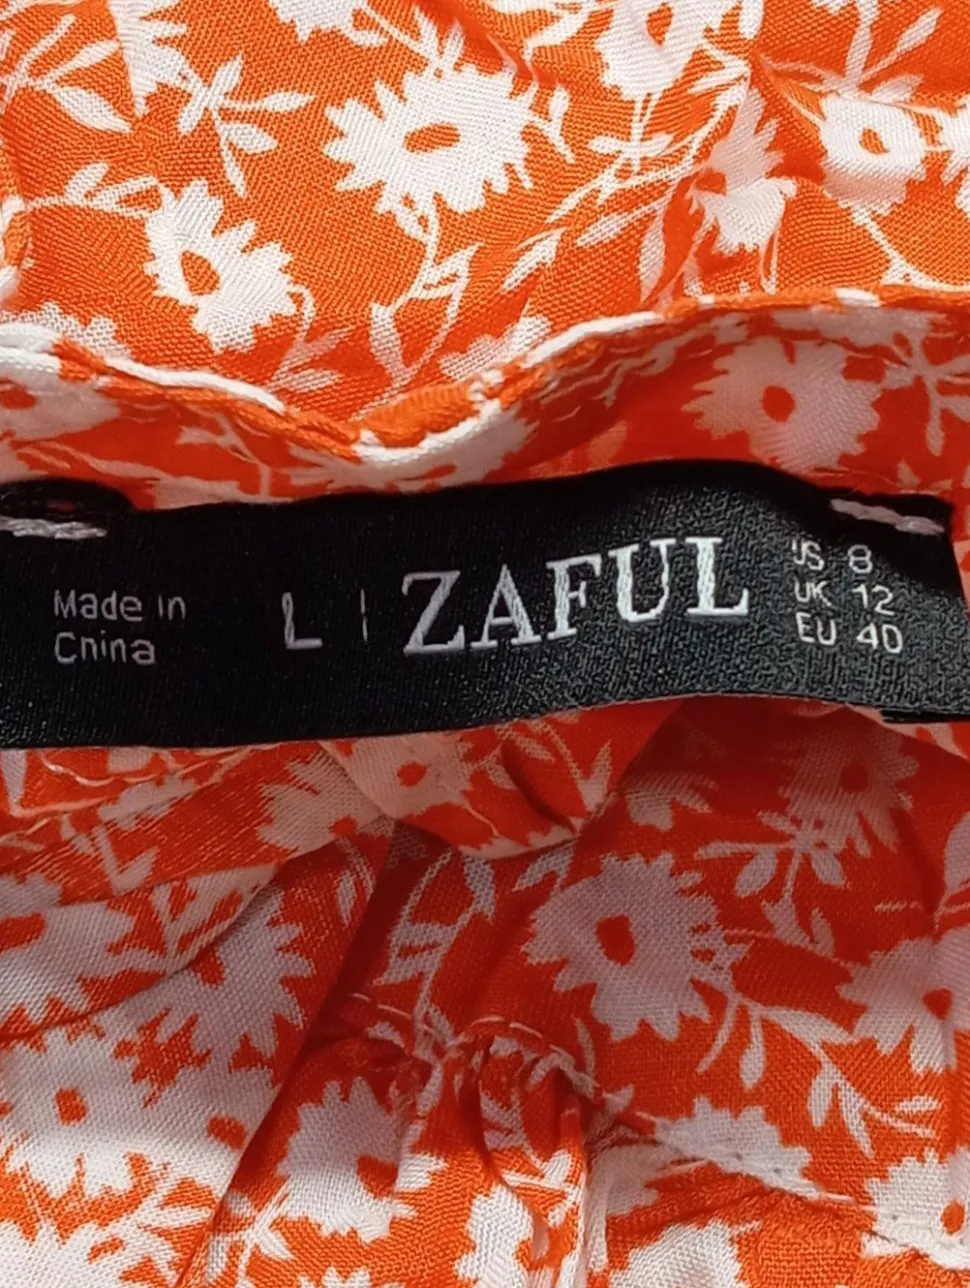 Made in
China
L | ZAFUL
US 8
UK 12
EU 40